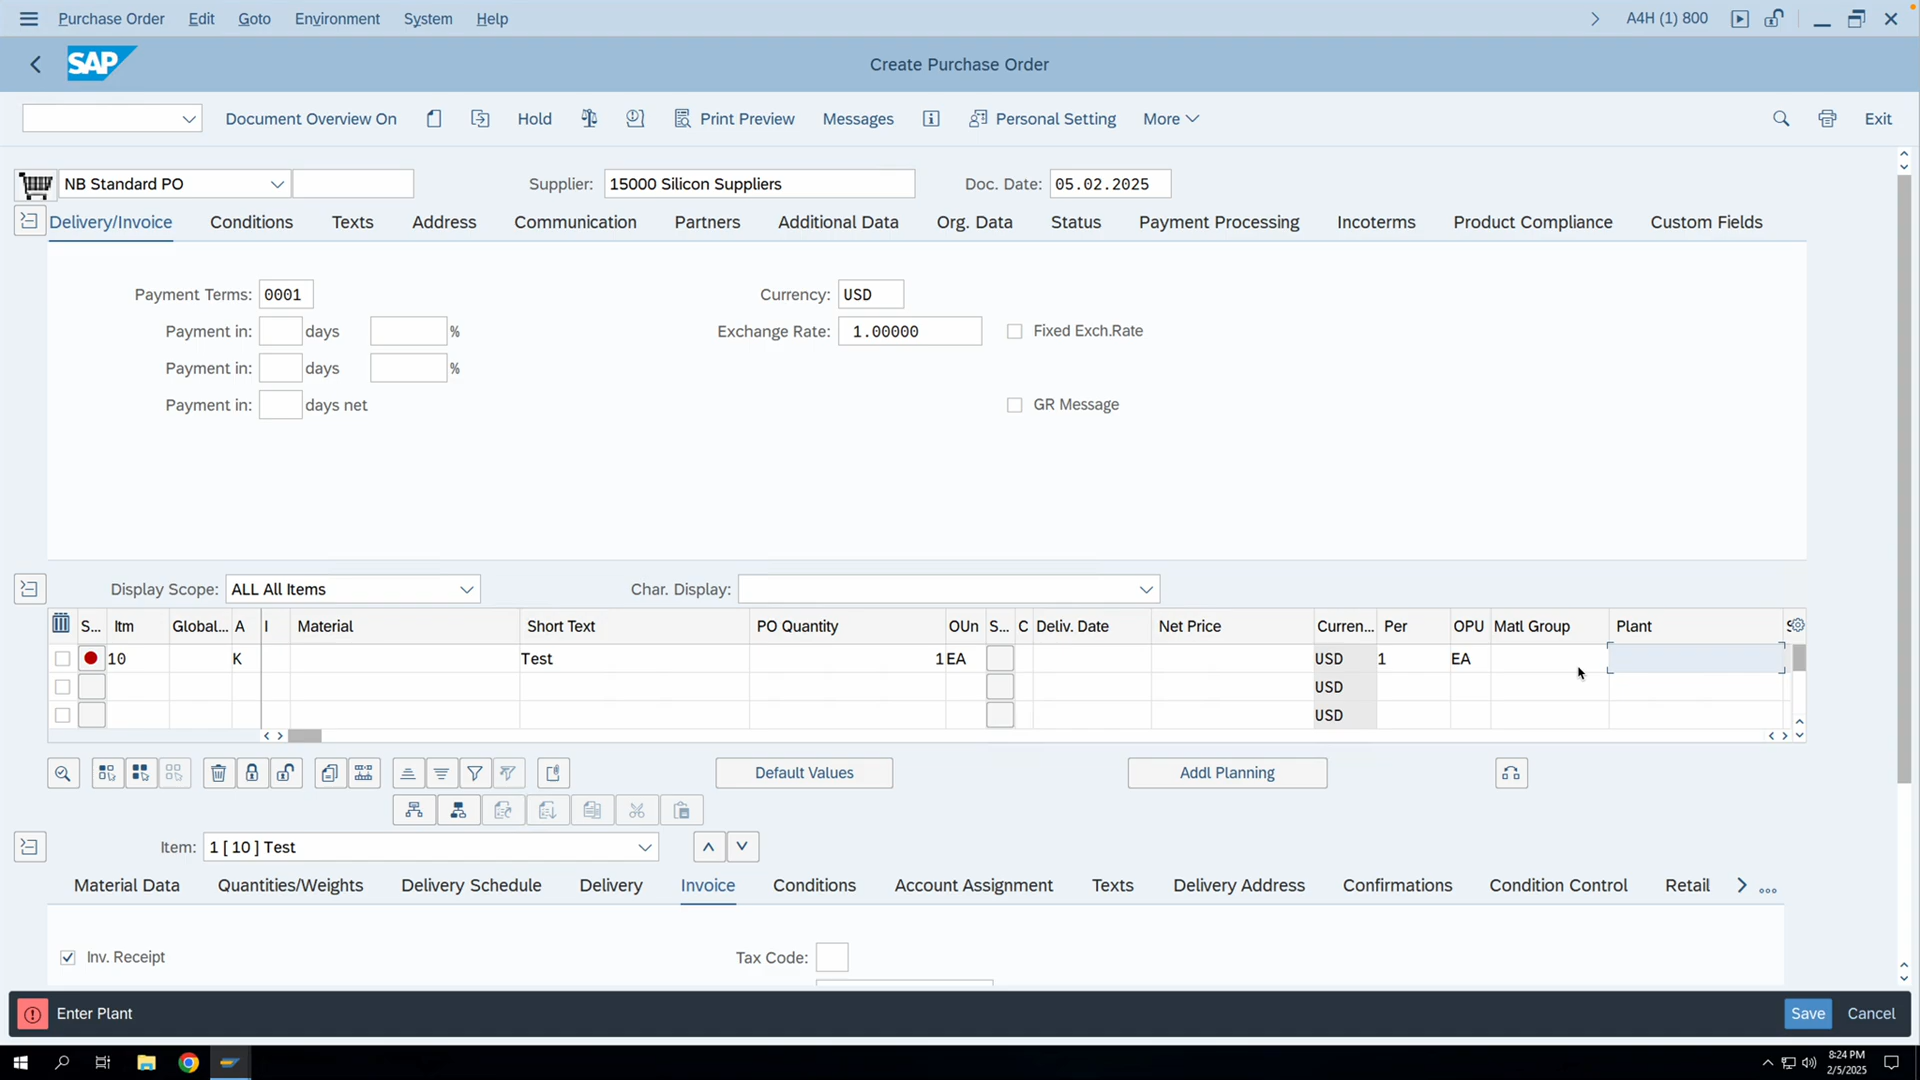 Purchase Order Edit Goto Environment System Help A4H (1) 800
SAP Create Purchase Order
Document Overview On Hold Print Preview Messages Personal Setting More Exit
NB Standard PO Supplier: 15000 Silicon Suppliers Doc. Date: 05.02.2025
Delivery/Invoice Conditions Texts Address Communication Partners Additional Data Org. Data Status Payment Processing Incoterms Product Compliance Custom Fields
Payment Terms: 0001 Currency: USD
Payment in: days % Exchange Rate: 1.00000 Fixed Exch.Rate
Payment in: days %
Payment in: days net GR Message
Display Scope: ALL All Items Char. Display:
S... Itm Global... A I Material Short Text PO Quantity OUn S... C Deliv. Date Net Price Curren... Per OPU Matl Group Plant
10 K Test 1 EA USD 1 EA
USD
USD
Default Values Addl Planning
Item: 1 [ 10 ] Test
Material Data Quantities/Weights Delivery Schedule Delivery Invoice Conditions Account Assignment Texts Delivery Address Confirmations Condition Control Retail
Inv. Receipt Tax Code:
Enter Plant Save Cancel
8:24 PM
2/5/2025